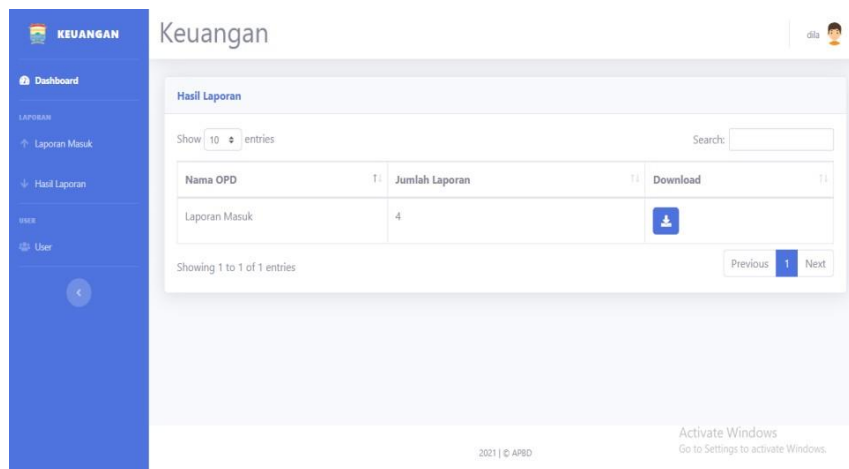 KEUANGAN
Keuangan
dila
Dashboard
LAPORAN
Laporan Masuk
Hasil Laporan
USER
User
Hasil Laporan
Show 10 entries
Search:
Nama OPD Jumlah Laporan Download
Laporan Masuk 4
Showing 1 to 1 of 1 entries
Previous 1 Next
2021 | © APBD
Activate Windows
Go to Settings to activate Windows.